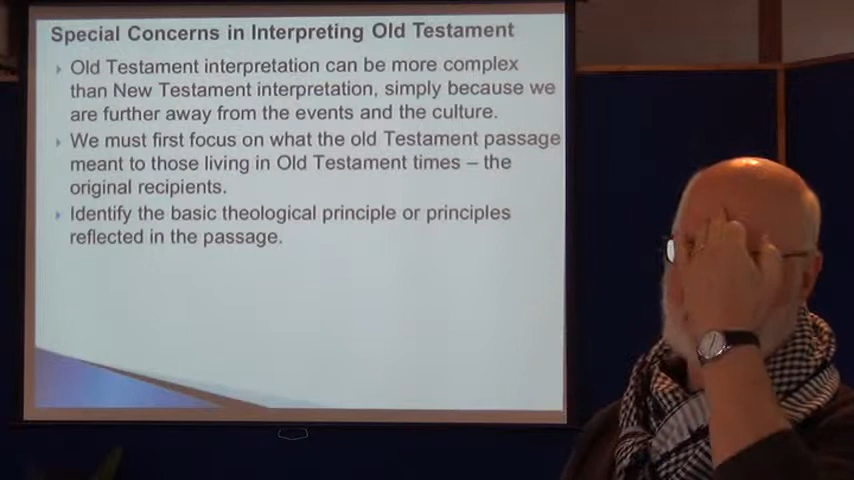 Special Concerns in Interpreting Old Testament
Old Testament interpretation can be more complex
than New Testament interpretation, simply because we
are further away from the events and the culture.
We must first focus on what the old Testament passage
meant to those living in Old Testament times – the
original recipients.
Identify the basic theological principle or principles
reflected in the passage.